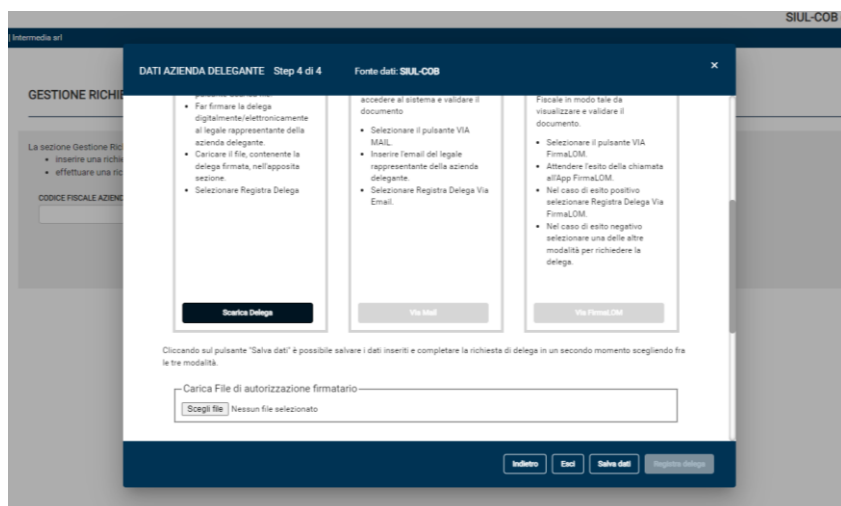 SIUL-COB
| Intermedia srl
DATI AZIENDA DELEGANTE Step 4 di 4 Fonte dati: SIUL-COB ×
GESTIONE RICHIE
La sezione Gestione Ric
• inserire una richie
• effettuare una ric
CODICE FISCALE AZIEND
• Far firmare la delega
digitalmente/elettronicamente
al legale rappresentante della
azienda delegante.
• Caricare il file, contenente la
delega firmata, nell'apposita
sezione.
• Selezionare Registra Delega
Scarica Delega
accedere al sistema e validare il
documento
• Selezionare il pulsante VIA
MAIL.
• Inserire l'email del legale
rappresentante della azienda
delegante.
• Selezionare Registra Delega Via
Email.
Via Mail
Fiscale in modo tale da
visualizzare e validare il
documento.
• Selezionare il pulsante VIA
FirmaLOM.
• Attendere l'esito della chiamata
all'App FirmaLOM.
• Nel caso di esito positivo
selezionare Registra Delega Via
FirmaLOM.
• Nel caso di esito negativo
selezionare una delle altre
modalità per richiedere la
delega.
Via FirmaLOM
Cliccando sul pulsante "Salva dati" è possibile salvare i dati inseriti e completare la richiesta di delega in un secondo momento scegliendo fra
le tre modalità.
Carica File di autorizzazione firmatario
Scegli file Nessun file selezionato
Indietro Esci Salva dati Registra delega